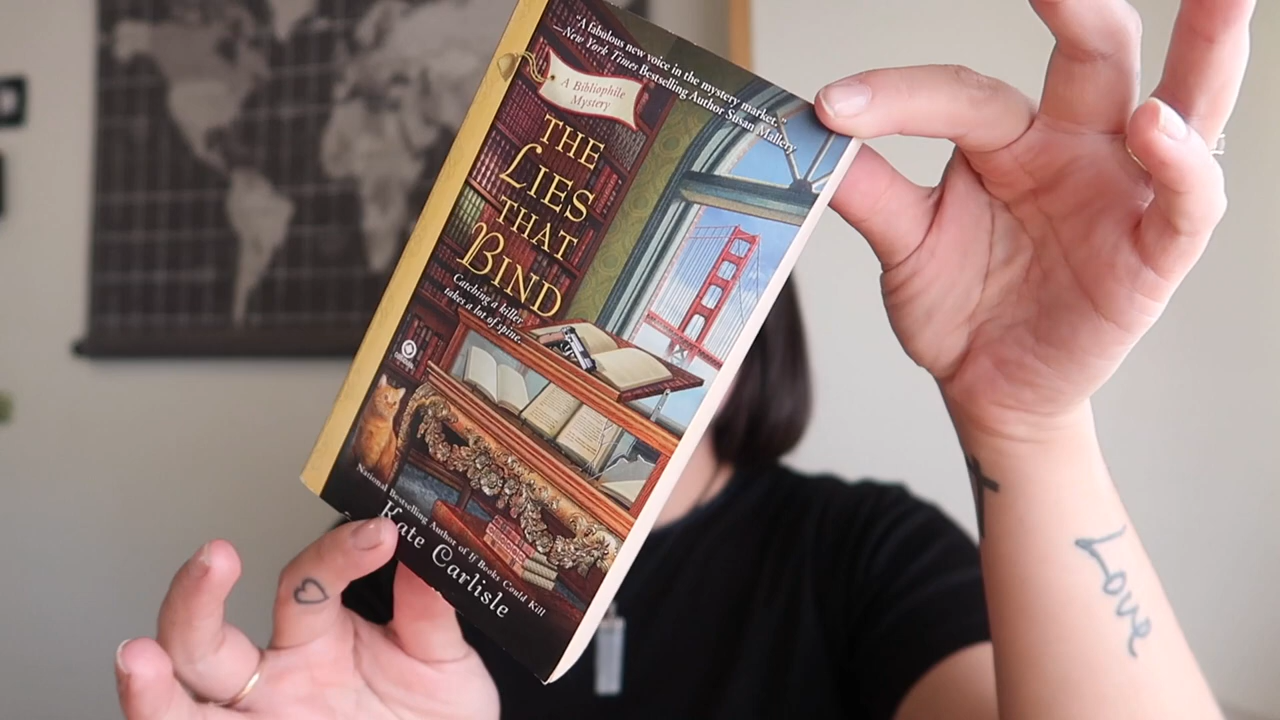 "A fabulous new voice in the mystery market."
—New York Times Bestselling Author Susan Mallery
A Bibliophile
Mystery
THE
LIES
THAT
BIND
Catching a killer
takes a lot of spine.
National Bestselling Author of If Books Could Kill
Kate Carlisle
Love